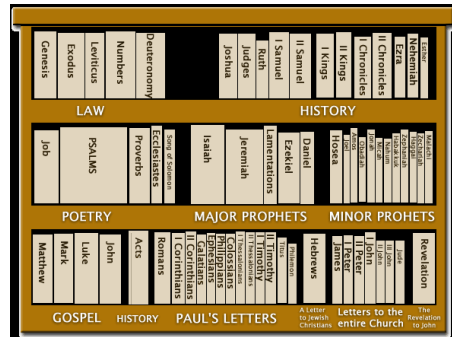 Genesis
Exodus
Leviticus
Numbers
Deuteronomy
Joshua
Judges
Ruth
I Samuel
II Samuel
I Kings
II Kings
I Chronicles
II Chronicles
Ezra
Nehemiah
Esther
LAW
HISTORY
Job
PSALMS
Proverbs
Ecclesiastes
Song of Solomon
Isaiah
Jeremiah
Lamentations
Ezekiel
Daniel
Hosea
Joel
Amos
Obadiah
Jonah
Micah
Nahum
Habakkuk
Zephaniah
Haggai
Zechariah
Malachi
POETRY
MAJOR PROPHETS
MINOR PROHETS
Matthew
Mark
Luke
John
Acts
Romans
I Corinthians
II Corinthians
Galatians
Ephesians
Philippians
Colossians
I Thessalonians
II Thessalonians
I Timothy
II Timothy
Titus
Philemon
Hebrews
James
I Peter
II Peter
I John
II John
III John
Jude
Revelation
GOSPEL
HISTORY
PAUL'S LETTERS
A Letter
to Jewish
Christians
Letters to the
entire Church
The
Revelation
to John